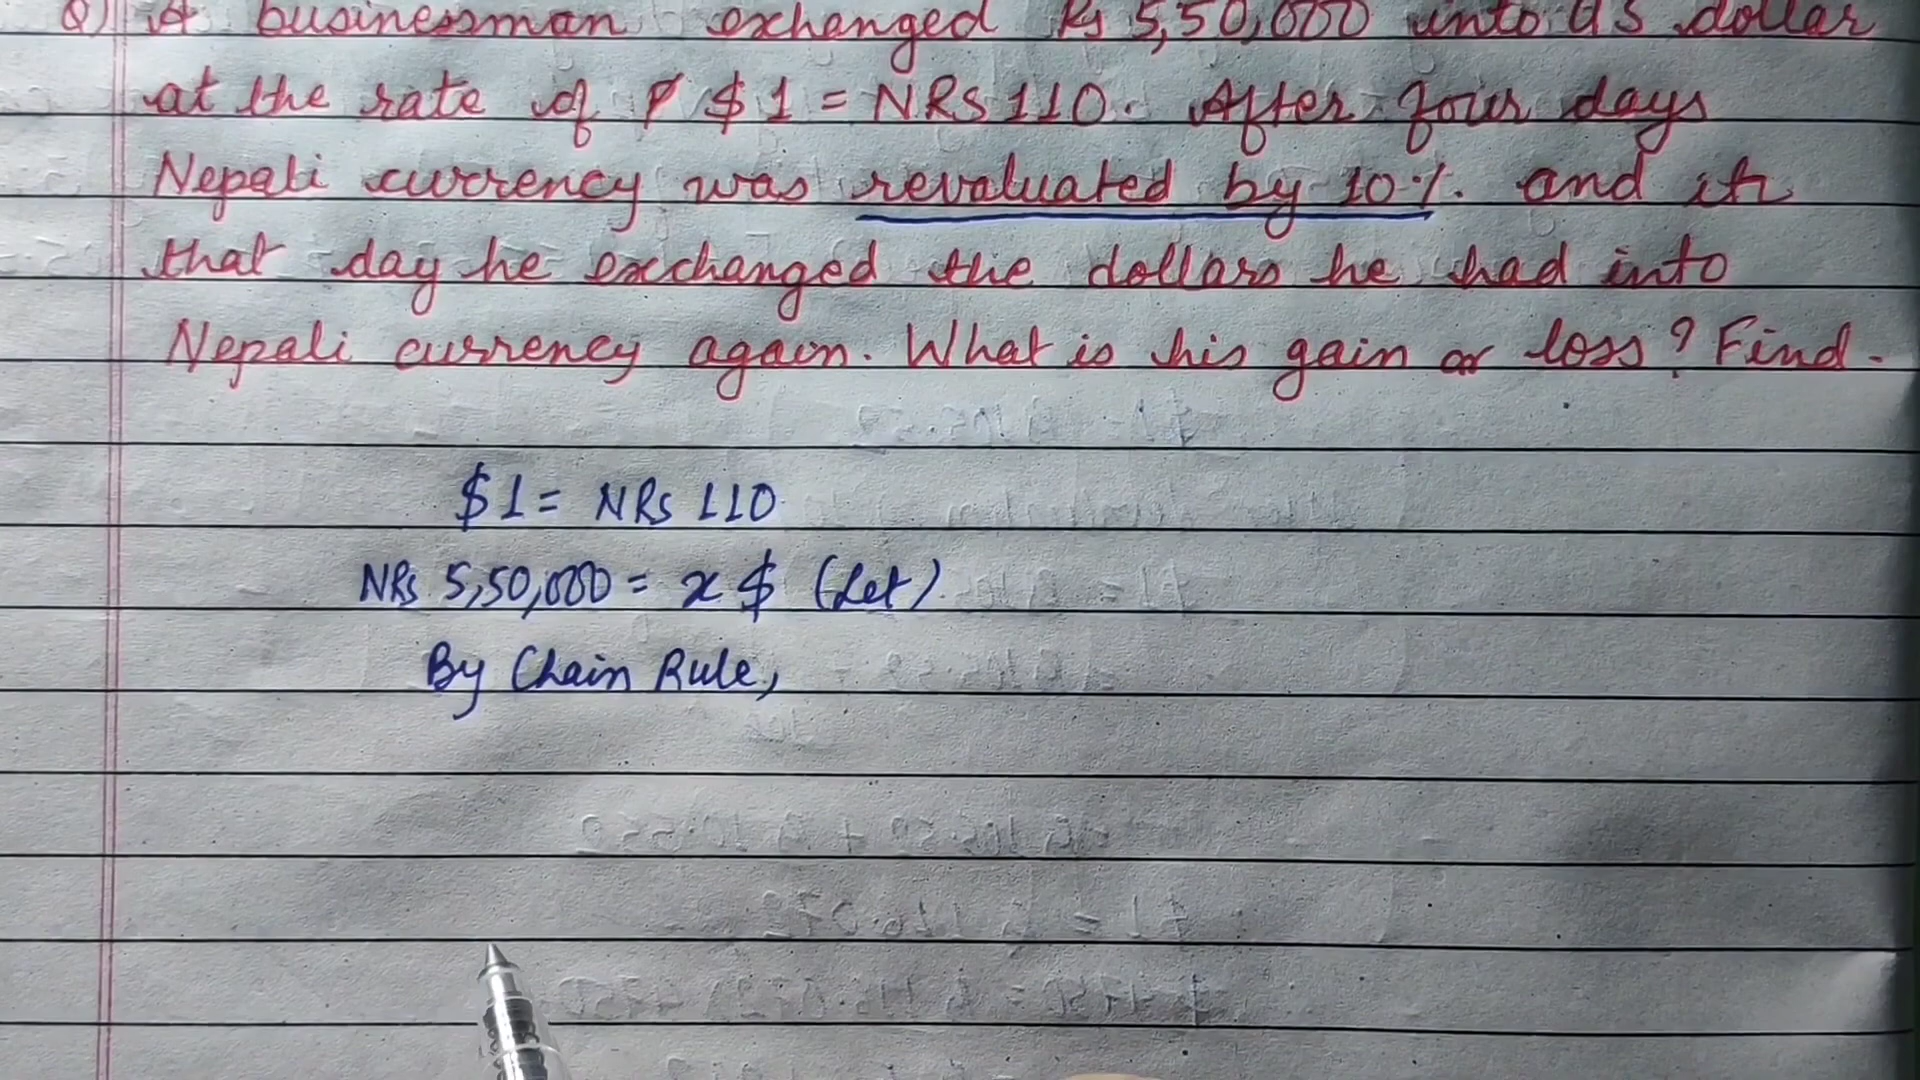 Q) A businessman exchanged Rs 5,50,000 into US dollar
at the rate of $1 = NRs 110. After four days
Nepali currency was revaluated by 10%. and in
that day he exchanged the dollars he had into
Nepali currency again. What is his gain or loss? Find.
$1 = NRs 110
NRs 5,50,000 = x $ (Let).
By Chain Rule,